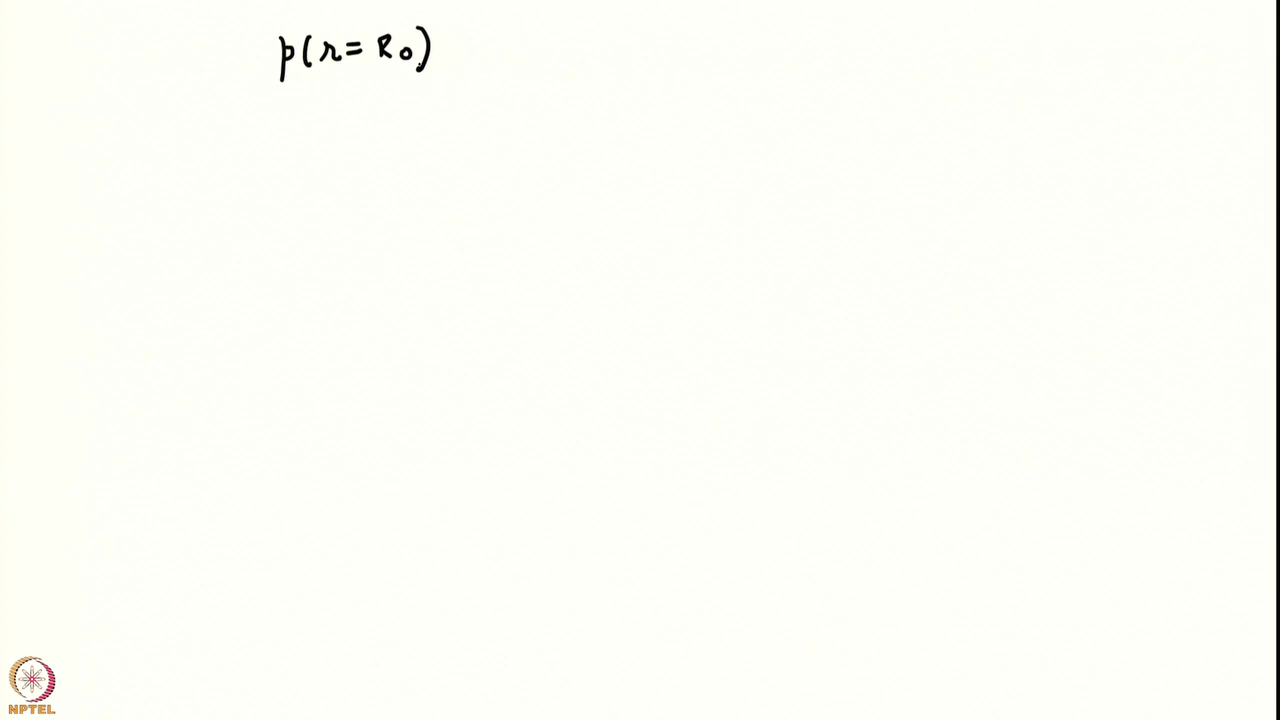 p(r = R₀)
NPTEL